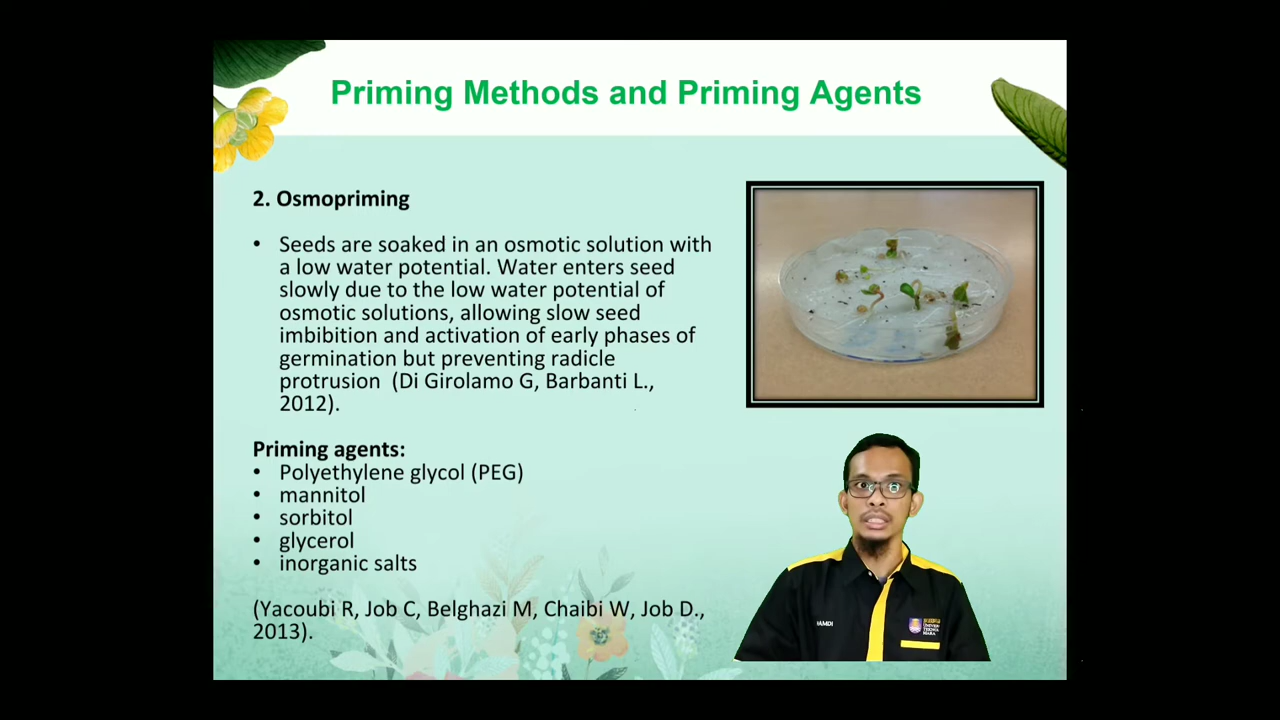 Priming Methods and Priming Agents
2. Osmopriming
• Seeds are soaked in an osmotic solution with
a low water potential. Water enters seed
slowly due to the low water potential of
osmotic solutions, allowing slow seed
imbibition and activation of early phases of
germination but preventing radicle
protrusion (Di Girolamo G, Barbanti L.,
2012).
Priming agents:
• Polyethylene glycol (PEG)
• mannitol
• sorbitol
• glycerol
• inorganic salts
(Yacoubi R, Job C, Belghazi M, Chaibi W, Job D.,
2013).
UNIVERSITI
TEKNOLOGI
MARA